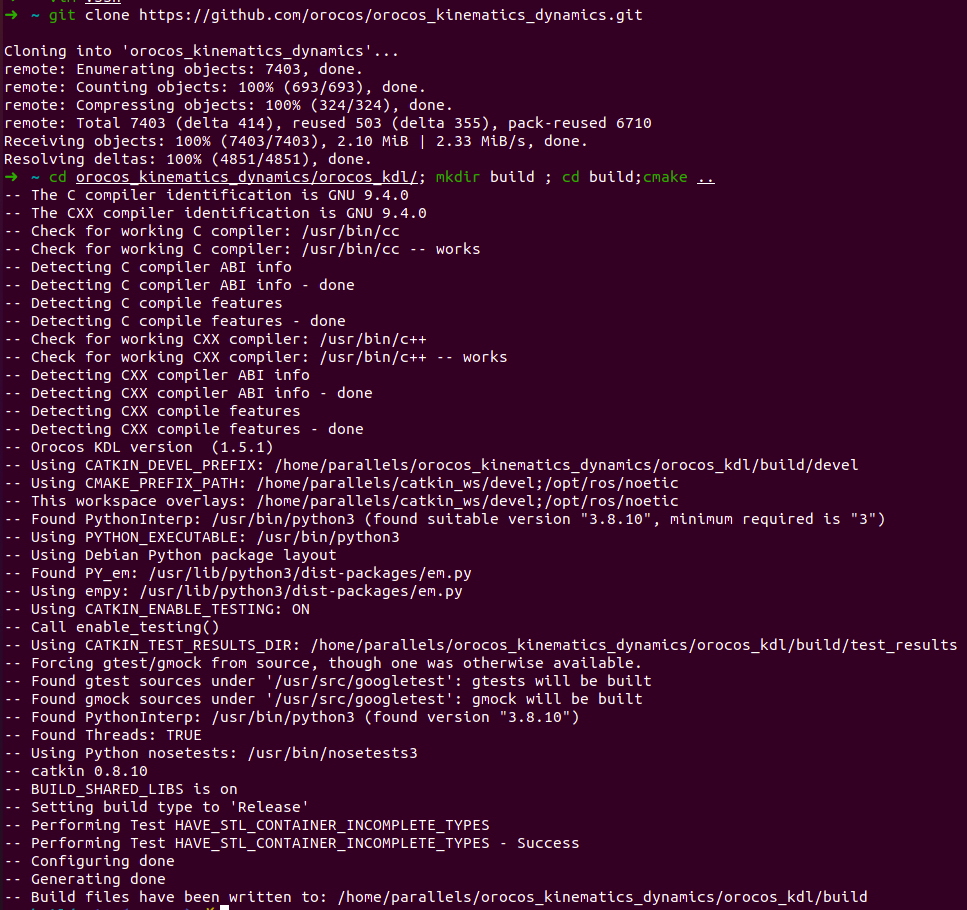 → ~ git clone https://github.com/orocos/orocos_kinematics_dynamics.git
Cloning into 'orocos_kinematics_dynamics'...
remote: Enumerating objects: 7403, done.
remote: Counting objects: 100% (693/693), done.
remote: Compressing objects: 100% (324/324), done.
remote: Total 7403 (delta 414), reused 503 (delta 355), pack-reused 6710
Receiving objects: 100% (7403/7403), 2.10 MiB | 2.33 MiB/s, done.
Resolving deltas: 100% (4851/4851), done.
→ ~ cd orocos_kinematics_dynamics/orocos_kdl/; mkdir build ; cd build;cmake ..
-- The C compiler identification is GNU 9.4.0
-- The CXX compiler identification is GNU 9.4.0
-- Check for working C compiler: /usr/bin/cc
-- Check for working C compiler: /usr/bin/cc -- works
-- Detecting C compiler ABI info
-- Detecting C compiler ABI info - done
-- Detecting C compile features
-- Detecting C compile features - done
-- Check for working CXX compiler: /usr/bin/c++
-- Check for working CXX compiler: /usr/bin/c++ -- works
-- Detecting CXX compiler ABI info
-- Detecting CXX compiler ABI info - done
-- Detecting CXX compile features
-- Detecting CXX compile features - done
-- Orocos KDL version  (1.5.1)
-- Using CATKIN_DEVEL_PREFIX: /home/parallels/orocos_kinematics_dynamics/orocos_kdl/build/devel
-- Using CMAKE_PREFIX_PATH: /home/parallels/catkin_ws/devel;/opt/ros/noetic
-- This workspace overlays: /home/parallels/catkin_ws/devel;/opt/ros/noetic
-- Found PythonInterp: /usr/bin/python3 (found suitable version "3.8.10", minimum required is "3")
-- Using PYTHON_EXECUTABLE: /usr/bin/python3
-- Using Debian Python package layout
-- Found PY_em: /usr/lib/python3/dist-packages/em.py
-- Using empy: /usr/lib/python3/dist-packages/em.py
-- Using CATKIN_ENABLE_TESTING: ON
-- Call enable_testing()
-- Using CATKIN_TEST_RESULTS_DIR: /home/parallels/orocos_kinematics_dynamics/orocos_kdl/build/test_results
-- Forcing gtest/gmock from source, though one was otherwise available.
-- Found gtest sources under '/usr/src/googletest': gtests will be built
-- Found gmock sources under '/usr/src/googletest': gmock will be built
-- Found PythonInterp: /usr/bin/python3 (found version "3.8.10")
-- Found Threads: TRUE
-- Using Python nosetests: /usr/bin/nosetests3
-- catkin 0.8.10
-- BUILD_SHARED_LIBS is on
-- Setting build type to 'Release'
-- Performing Test HAVE_STL_CONTAINER_INCOMPLETE_TYPES
-- Performing Test HAVE_STL_CONTAINER_INCOMPLETE_TYPES - Success
-- Configuring done
-- Generating done
-- Build files have been written to: /home/parallels/orocos_kinematics_dynamics/orocos_kdl/build